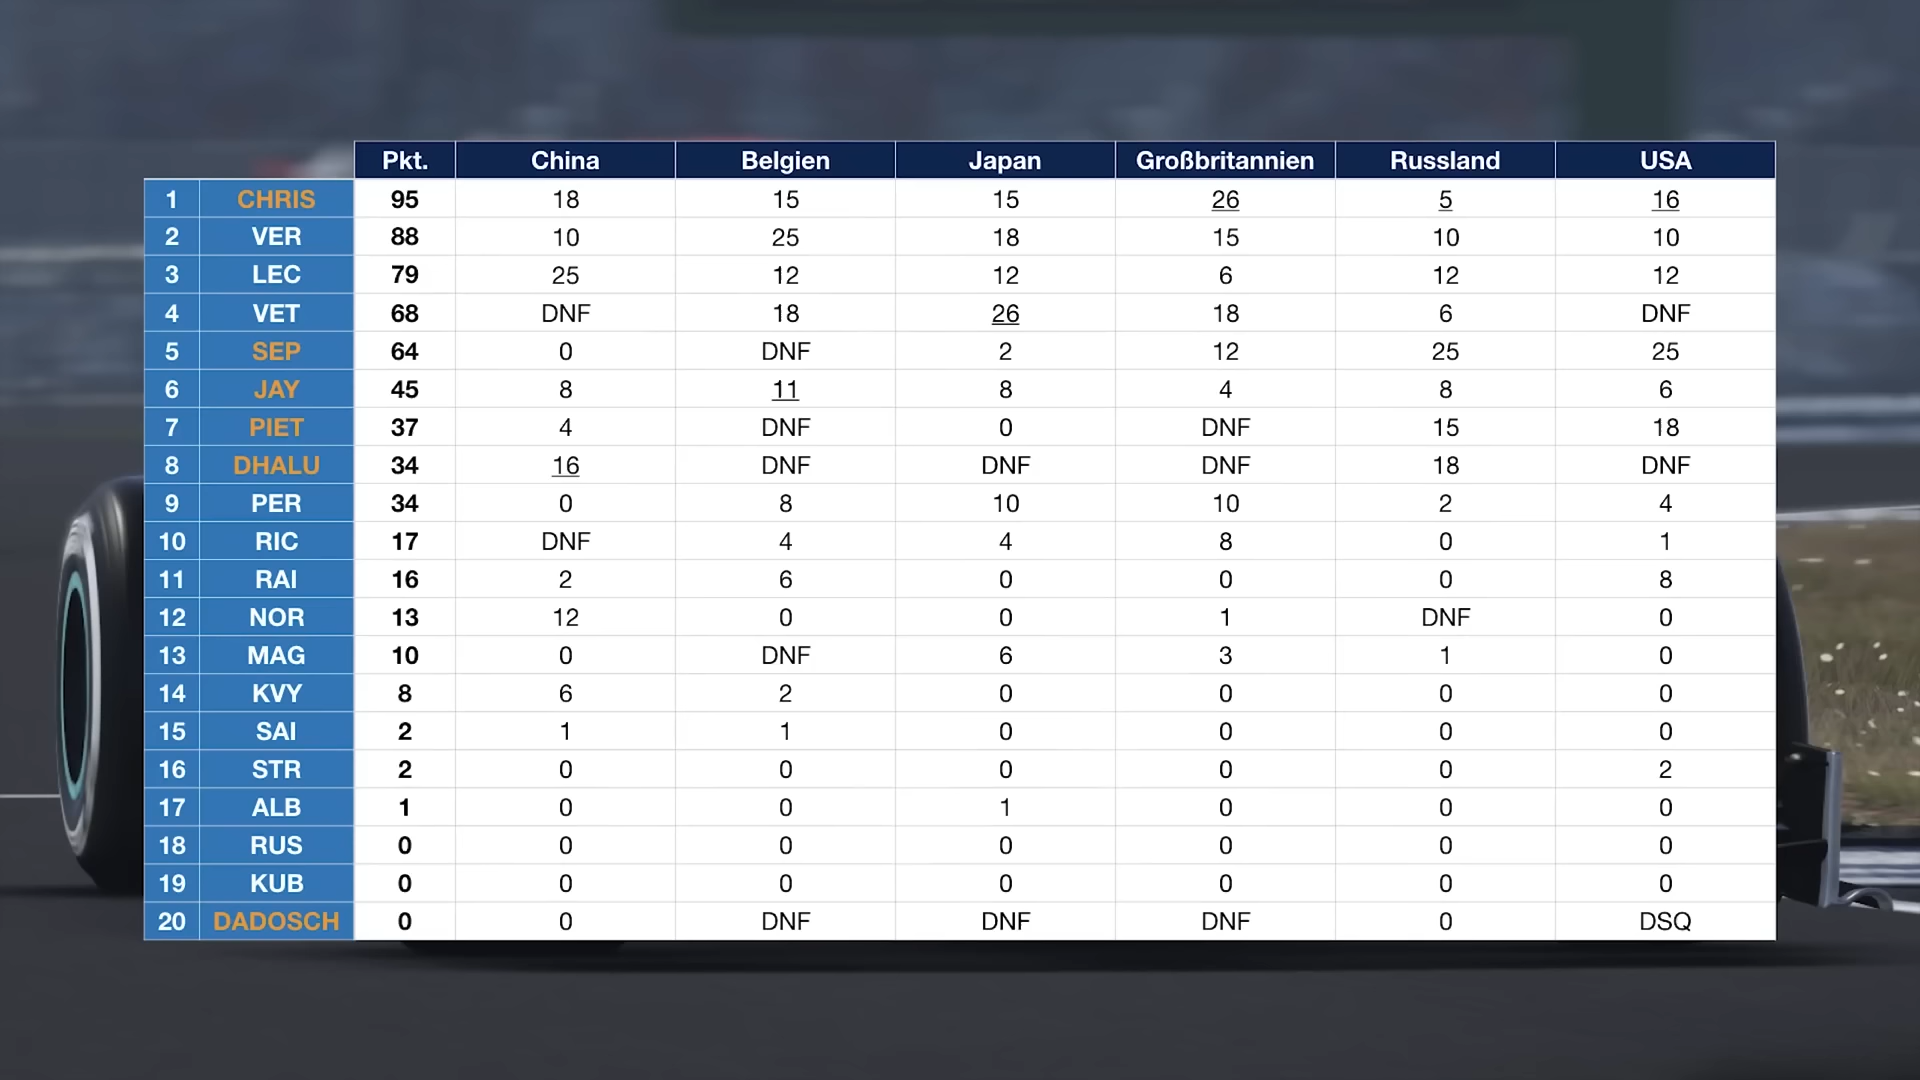 Pkt. China Belgien Japan Großbritannien Russland USA
1 CHRIS 95 18 15 15 26 5 16
2 VER 88 10 25 18 15 10 10
3 LEC 79 25 12 12 6 12 12
4 VET 68 DNF 18 26 18 6 DNF
5 SEP 64 0 DNF 2 12 25 25
6 JAY 45 8 11 8 4 8 6
7 PIET 37 4 DNF 0 DNF 15 18
8 DHALU 34 16 DNF DNF DNF 18 DNF
9 PER 34 0 8 10 10 2 4
10 RIC 17 DNF 4 4 8 0 1
11 RAI 16 2 6 0 0 0 8
12 NOR 13 12 0 0 1 DNF 0
13 MAG 10 0 DNF 6 3 1 0
14 KVY 8 6 2 0 0 0 0
15 SAI 2 1 1 0 0 0 0
16 STR 2 0 0 0 0 0 2
17 ALB 1 0 0 1 0 0 0
18 RUS 0 0 0 0 0 0 0
19 KUB 0 0 0 0 0 0 0
20 DADOSCH 0 0 DNF DNF DNF 0 DSQ